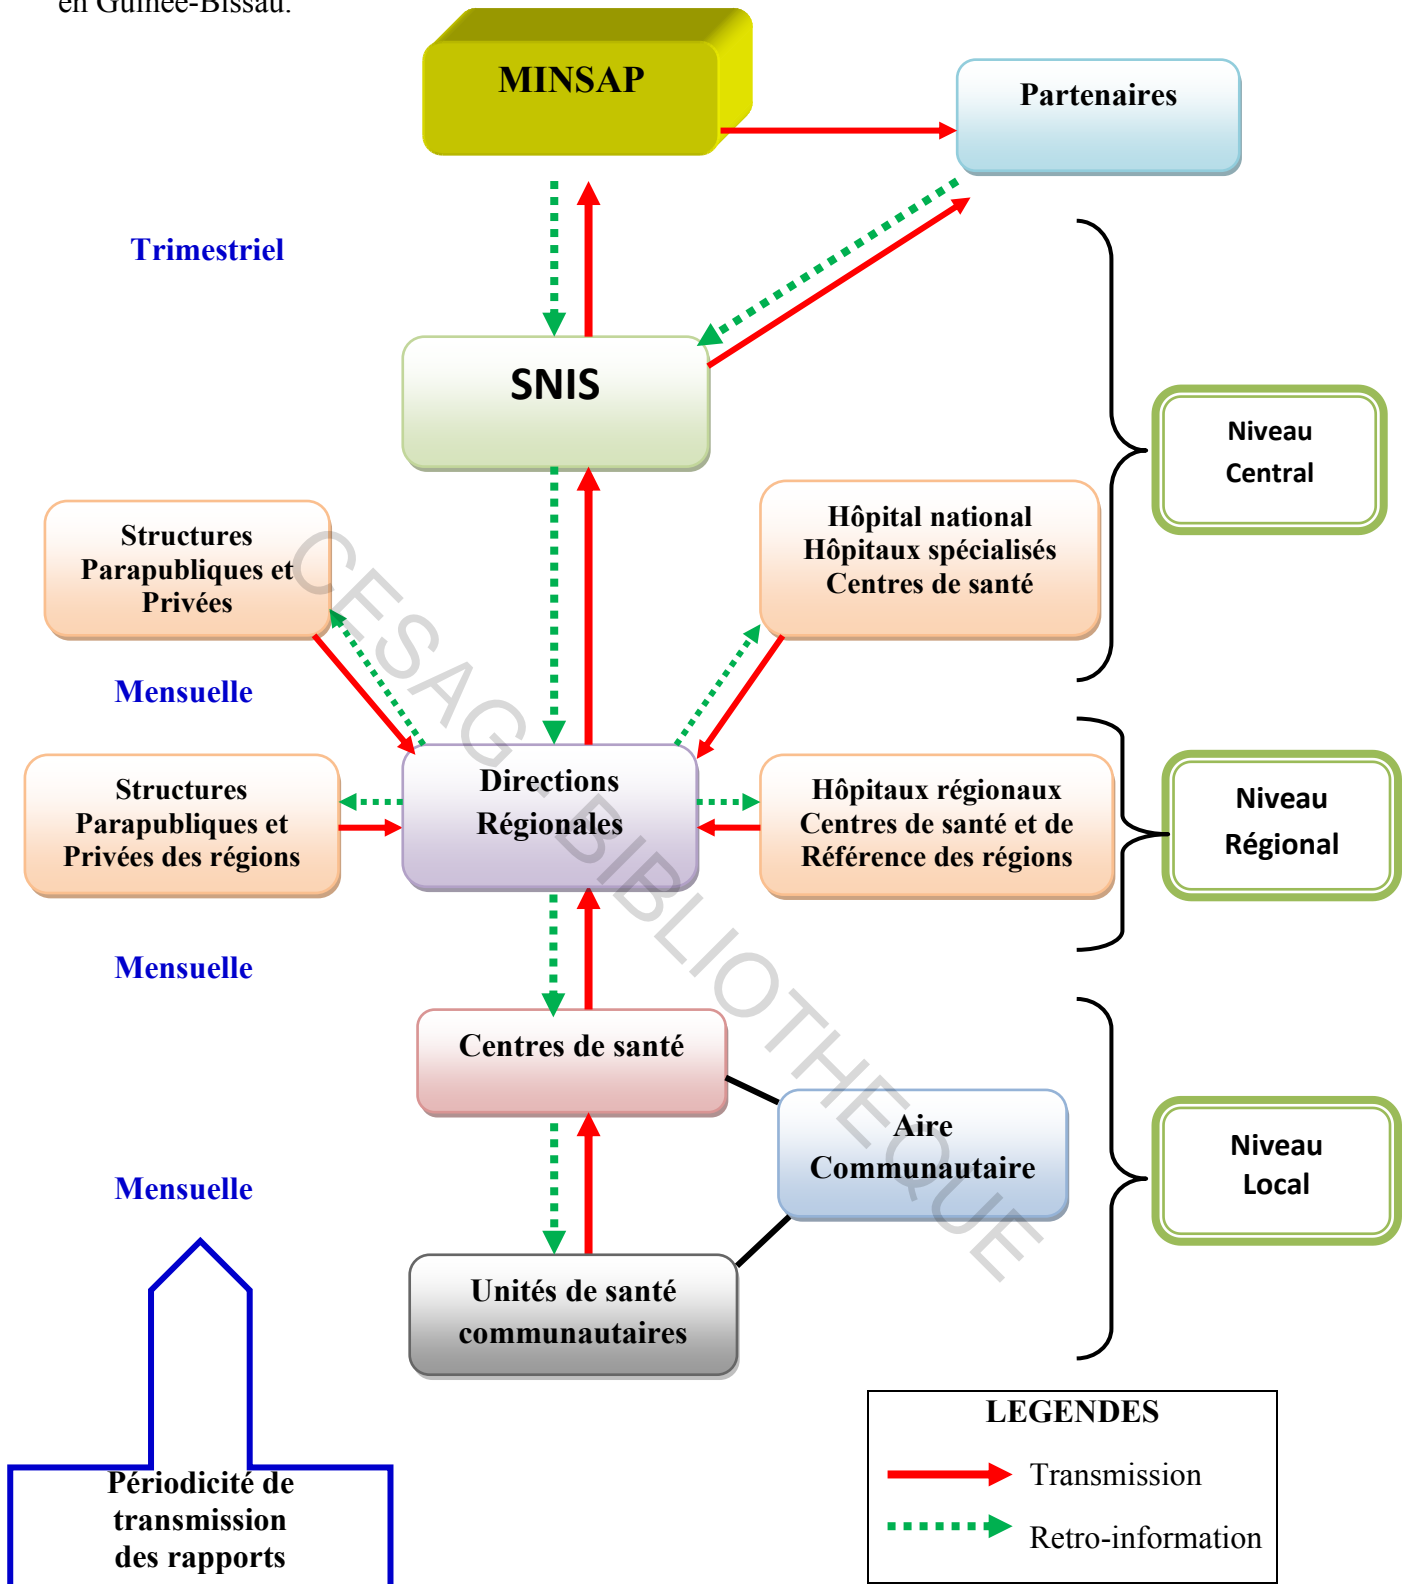 en Guinée-Bissau.
MINSAP
Partenaires
Trimestriel
SNIS
Niveau
Central
Structures
Parapubliques et
Privées
Hôpital national
Hôpitaux spécialisés
Centres de santé
Mensuelle
Structures
Parapubliques et
Privées des régions
Directions
Régionales
Hôpitaux régionaux
Centres de santé et de
Référence des régions
Niveau
Régional
Mensuelle
Centres de santé
Aire
Communautaire
Niveau
Local
Mensuelle
Unités de santé
communautaires
LEGENDES
Transmission
Retro-information
Périodicité de
transmission
des rapports
CESAG - BIBLIOTHEQUE